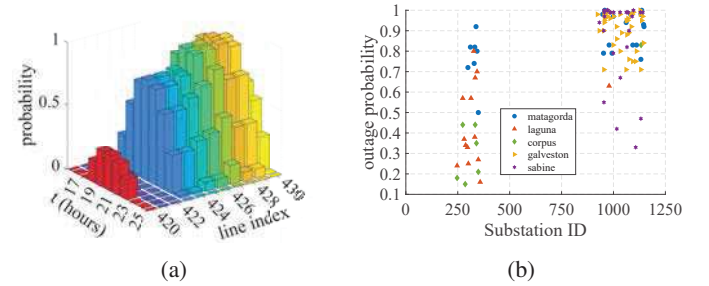 1
0.5
0
probability
17
19
21
23
25
t (hours)
420
422
424
426
428
430
line index
(a)
1
0.9
0.8
0.7
0.6
0.5
0.4
0.3
0.2
0.1
outage probability
matagorda
laguna
corpus
galveston
sabine
0 250 500 750 1000 1250
Substation ID
(b)